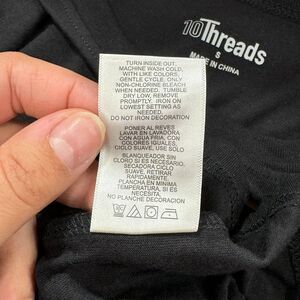 10Threads
S
MADE IN CHINA
TURN INSIDE OUT.
MACHINE WASH COLD,
WITH LIKE COLORS,
GENTLE CYCLE. ONLY
NON-CHLORINE BLEACH
WHEN NEEDED. TUMBLE
DRY LOW, REMOVE
PROMPTLY. IRON ON
LOWEST SETTING AS
NEEDED.
DO NOT IRON DECORATION
PONER AL REVES
LAVAR EN LAVADORA
CON AGUA FRIA, CON
COLORES IGUALES,
CICLO SUAVE, USE SOLO
BLANQUEADOR SIN
CLORO SI ES NECESARIO.
SECADORA CICLO
SUAVE, RETIRAR
RAPIDAMENTE.
PLANCHA EN MINIMA
TEMPERATURA, SI ES
NECESITA.
NO PLANCHE DECORACION